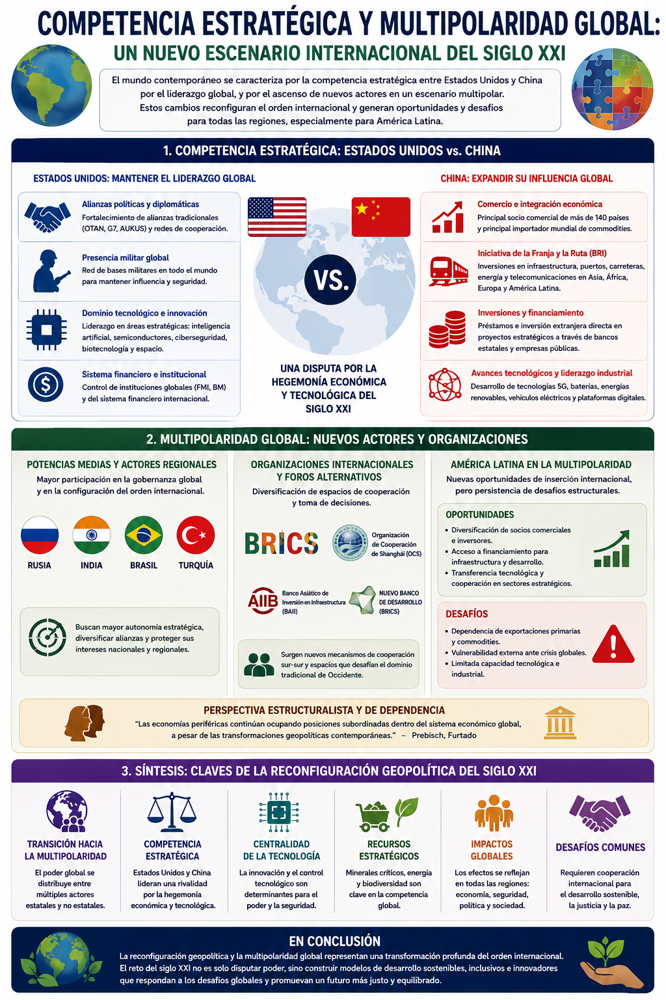 COMPETENCIA ESTRATÉGICA Y MULTIPOLARIDAD GLOBAL:
UN NUEVO ESCENARIO INTERNACIONAL DEL SIGLO XXI
El mundo contemporáneo se caracteriza por la competencia estratégica entre Estados Unidos y China
por el liderazgo global, y por el ascenso de nuevos actores en un escenario multipolar.
Estos cambios reconfiguran el orden internacional y generan oportunidades y desafíos
para todas las regiones, especialmente para América Latina.
1. COMPETENCIA ESTRATÉGICA: ESTADOS UNIDOS vs. CHINA
ESTADOS UNIDOS: MANTENER EL LIDERAZGO GLOBAL
Alianzas políticas y diplomáticas
Fortalecimiento de alianzas tradicionales
(OTAN, G7, AUKUS) y redes de cooperación.
Presencia militar global
Red de bases militares en todo el mundo
para mantener influencia y seguridad.
Dominio tecnológico e innovación
Liderazgo en áreas estratégicas: inteligencia
artificial, semiconductores, ciberseguridad,
biotecnología y espacio.
$
Sistema financiero e institucional
Control de instituciones globales (FMI, BM)
y del sistema financiero internacional.
VS.
UNA DISPUTA POR LA
HEGEMONÍA ECONÓMICA
Y TECNOLÓGICA DEL
SIGLO XXI
CHINA: EXPANDIR SU INFLUENCIA GLOBAL
Comercio e integración económica
Principal socio comercial de más de 140 países
y principal importador mundial de commodities.
Iniciativa de la Franja y la Ruta (BRI)
Inversiones en infraestructura, puertos, carreteras,
energía y telecomunicaciones en Asia, África,
Europa y América Latina.
Inversiones y financiamiento
Préstamos e inversión extranjera directa en
proyectos estratégicos a través de bancos
estatales y empresas públicas.
Avances tecnológicos y liderazgo industrial
Desarrollo de tecnologías 5G, baterías, energías
renovables, vehículos eléctricos y plataformas digitales.
2. MULTIPOLARIDAD GLOBAL: NUEVOS ACTORES Y ORGANIZACIONES
POTENCIAS MEDIAS Y ACTORES REGIONALES
Mayor participación en la gobernanza global
y en la configuración del orden internacional.
RUSIA
INDIA
BRASIL
TURQUÍA
Buscan mayor autonomía estratégica,
diversificar alianzas y proteger sus
intereses nacionales y regionales.
ORGANIZACIONES INTERNACIONALES
Y FOROS ALTERNATIVOS
Diversificación de espacios de cooperación
y toma de decisiones.
BRICS
Organización
de Cooperación
de Shanghái (OCS)
AIIB
Banco Asiático de
Inversión en Infraestructura
(BAII)
NUEVO BANCO
DE DESARROLLO
(BRICS)
Surgen nuevos mecanismos de cooperación
sur-sur y espacios que desafían el dominio
tradicional de Occidente.
AMÉRICA LATINA EN LA MULTIPOLARIDAD
Nuevas oportunidades de inserción internacional,
pero persistencia de desafíos estructurales.
OPORTUNIDADES
• Diversificación de socios comerciales
e inversores.
• Acceso a financiamiento para
infraestructura y desarrollo.
• Transferencia tecnológica y
cooperación en sectores estratégicos.
DESAFÍOS
• Dependencia de exportaciones primarias
y commodities.
• Vulnerabilidad externa ante crisis globales.
• Limitada capacidad tecnológica e
industrial.
!
PERSPECTIVA ESTRUCTURALISTA Y DE DEPENDENCIA
“Las economías periféricas continúan ocupando posiciones subordinadas dentro del sistema económico global,
a pesar de las transformaciones geopolíticas contemporáneas.” – Prebisch, Furtado
3. SÍNTESIS: CLAVES DE LA RECONFIGURACIÓN GEOPOLÍTICA DEL SIGLO XXI
TRANSICIÓN HACIA
LA MULTIPOLARIDAD
El poder global se
distribuye entre
múltiples actores
estatales y no estatales.
COMPETENCIA
ESTRATÉGICA
Estados Unidos y China
lideran una rivalidad
por la hegemonía
económica y tecnológica.
CENTRALIDAD
DE LA TECNOLOGÍA
La innovación y el control
tecnológico son
determinantes para el
poder y la seguridad.
RECURSOS
ESTRATÉGICOS
Minerales críticos, energía
y biodiversidad son
clave en la competencia
global.
IMPACTOS
GLOBALES
Los efectos se reflejan
en todas las regiones:
economía, seguridad,
política y sociedad.
DESAFÍOS COMUNES
Requieren cooperación
internacional para
el desarrollo sostenible,
la justicia y la paz.
EN CONCLUSIÓN
La reconfiguración geopolítica y la multipolaridad global representan una transformación profunda del orden internacional.
El reto del siglo XXI no es solo disputar poder, sino construir modelos de desarrollo sostenibles, inclusivos e innovadores
que respondan a los desafíos globales y promuevan un futuro más justo y equilibrado.